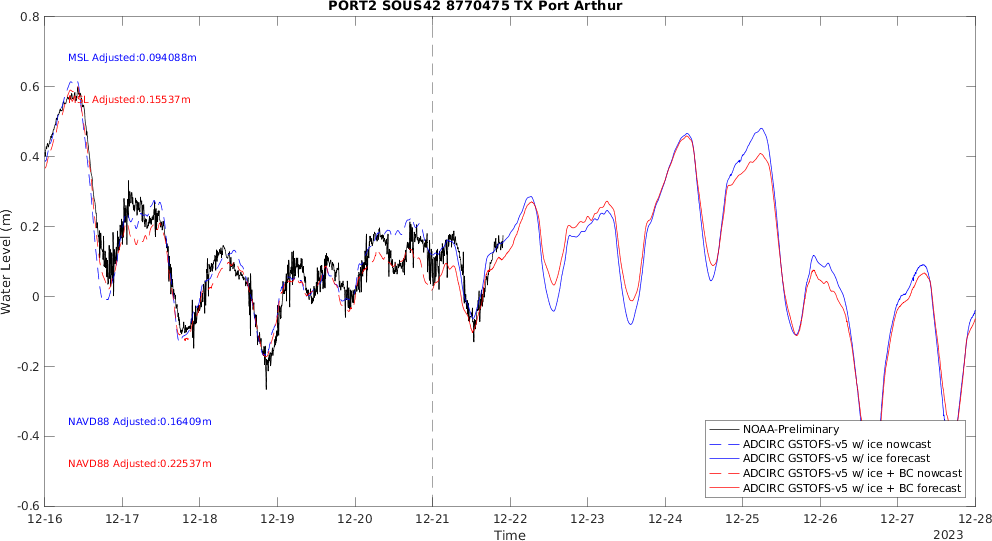 PORT2 SOUS42 8770475 TX Port Arthur
Water Level (m)
0.8
0.6
0.4
0.2
0
-0.2
-0.4
-0.6
MSL Adjusted:0.094088m
MSL Adjusted:0.15537m
NAVD88 Adjusted:0.16409m
NAVD88 Adjusted:0.22537m
NOAA-Preliminary
ADCIRC GSTOFS-v5 w/ ice nowcast
ADCIRC GSTOFS-v5 w/ ice forecast
ADCIRC GSTOFS-v5 w/ ice + BC nowcast
ADCIRC GSTOFS-v5 w/ ice + BC forecast
12-16 12-17 12-18 12-19 12-20 12-21 12-22 12-23 12-24 12-25 12-26 12-27 12-28
Time
2023